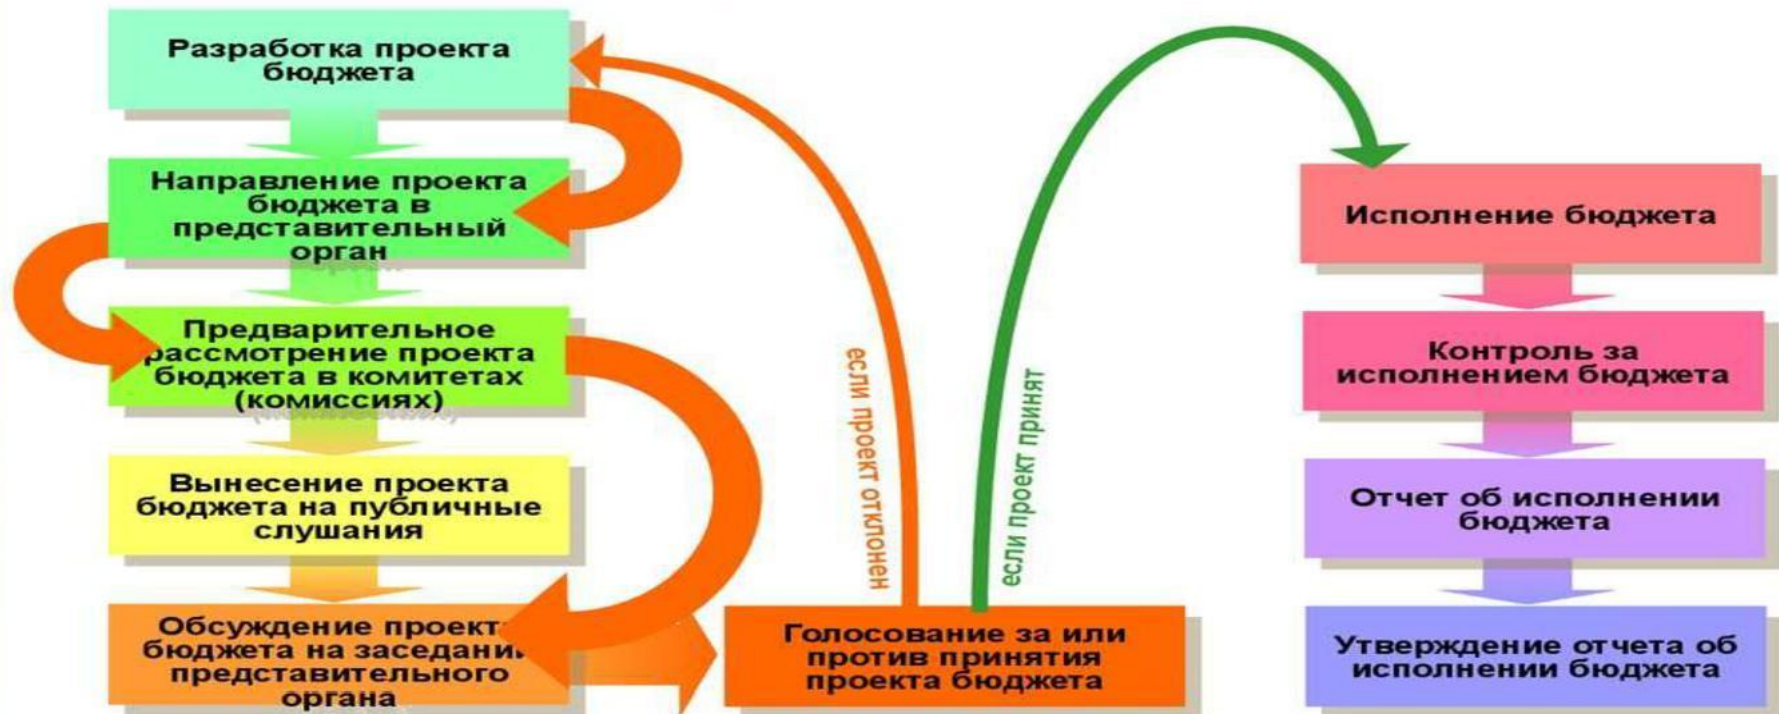 Разработка проекта
бюджета
Направление проекта
бюджета в
представительный
орган
Предварительное
рассмотрение проекта
бюджета в комитетах
(комиссиях)
Вынесение проекта
бюджета на публичные
слушания
Обсуждение проекта
бюджета на заседании
представительного
органа
если проект отклонен
если проект принят
Голосование за или
против принятия
проекта бюджета
Исполнение бюджета
Контроль за
исполнением бюджета
Отчет об исполнении
бюджета
Утверждение отчета об
исполнении бюджета